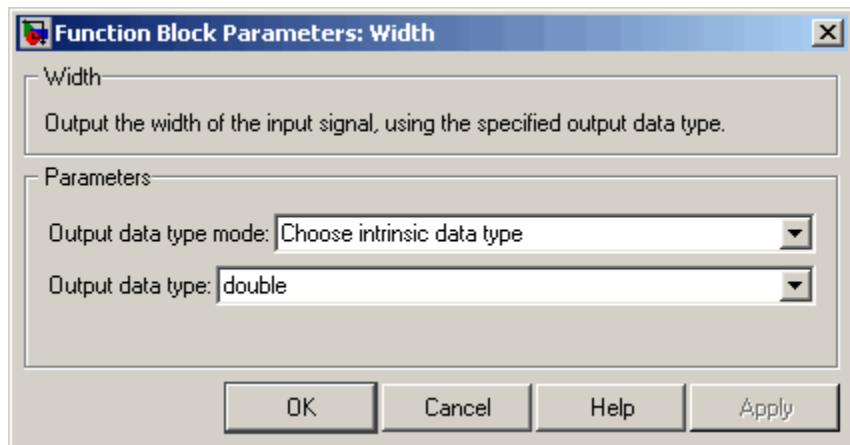 Function Block Parameters: Width
Width
Output the width of the input signal, using the specified output data type.
Parameters
Output data type mode: Choose intrinsic data type
Output data type: double
OK Cancel Help Apply